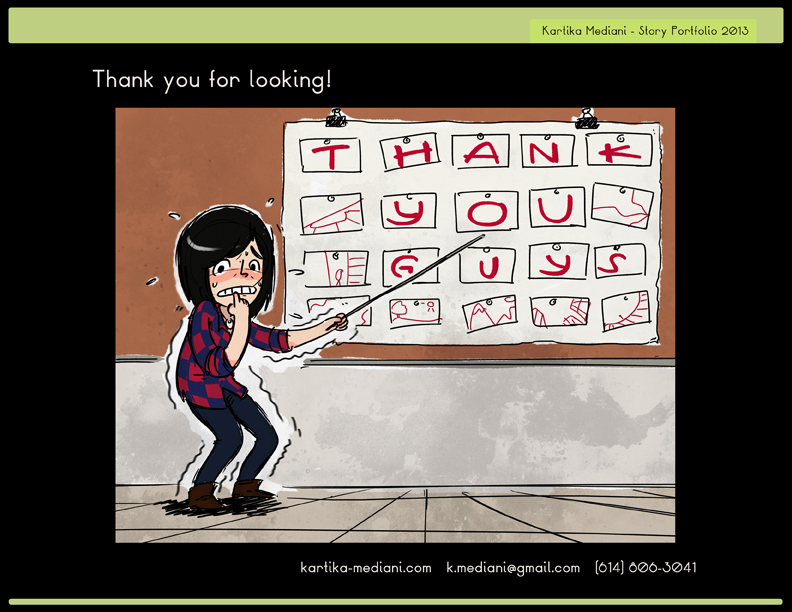 Kartika Mediani - Story Portfolio 2013
Thank you for looking!
THANK
YOU
GUYS
kartika-mediani.com k.mediani@gmail.com (614) 806-3041